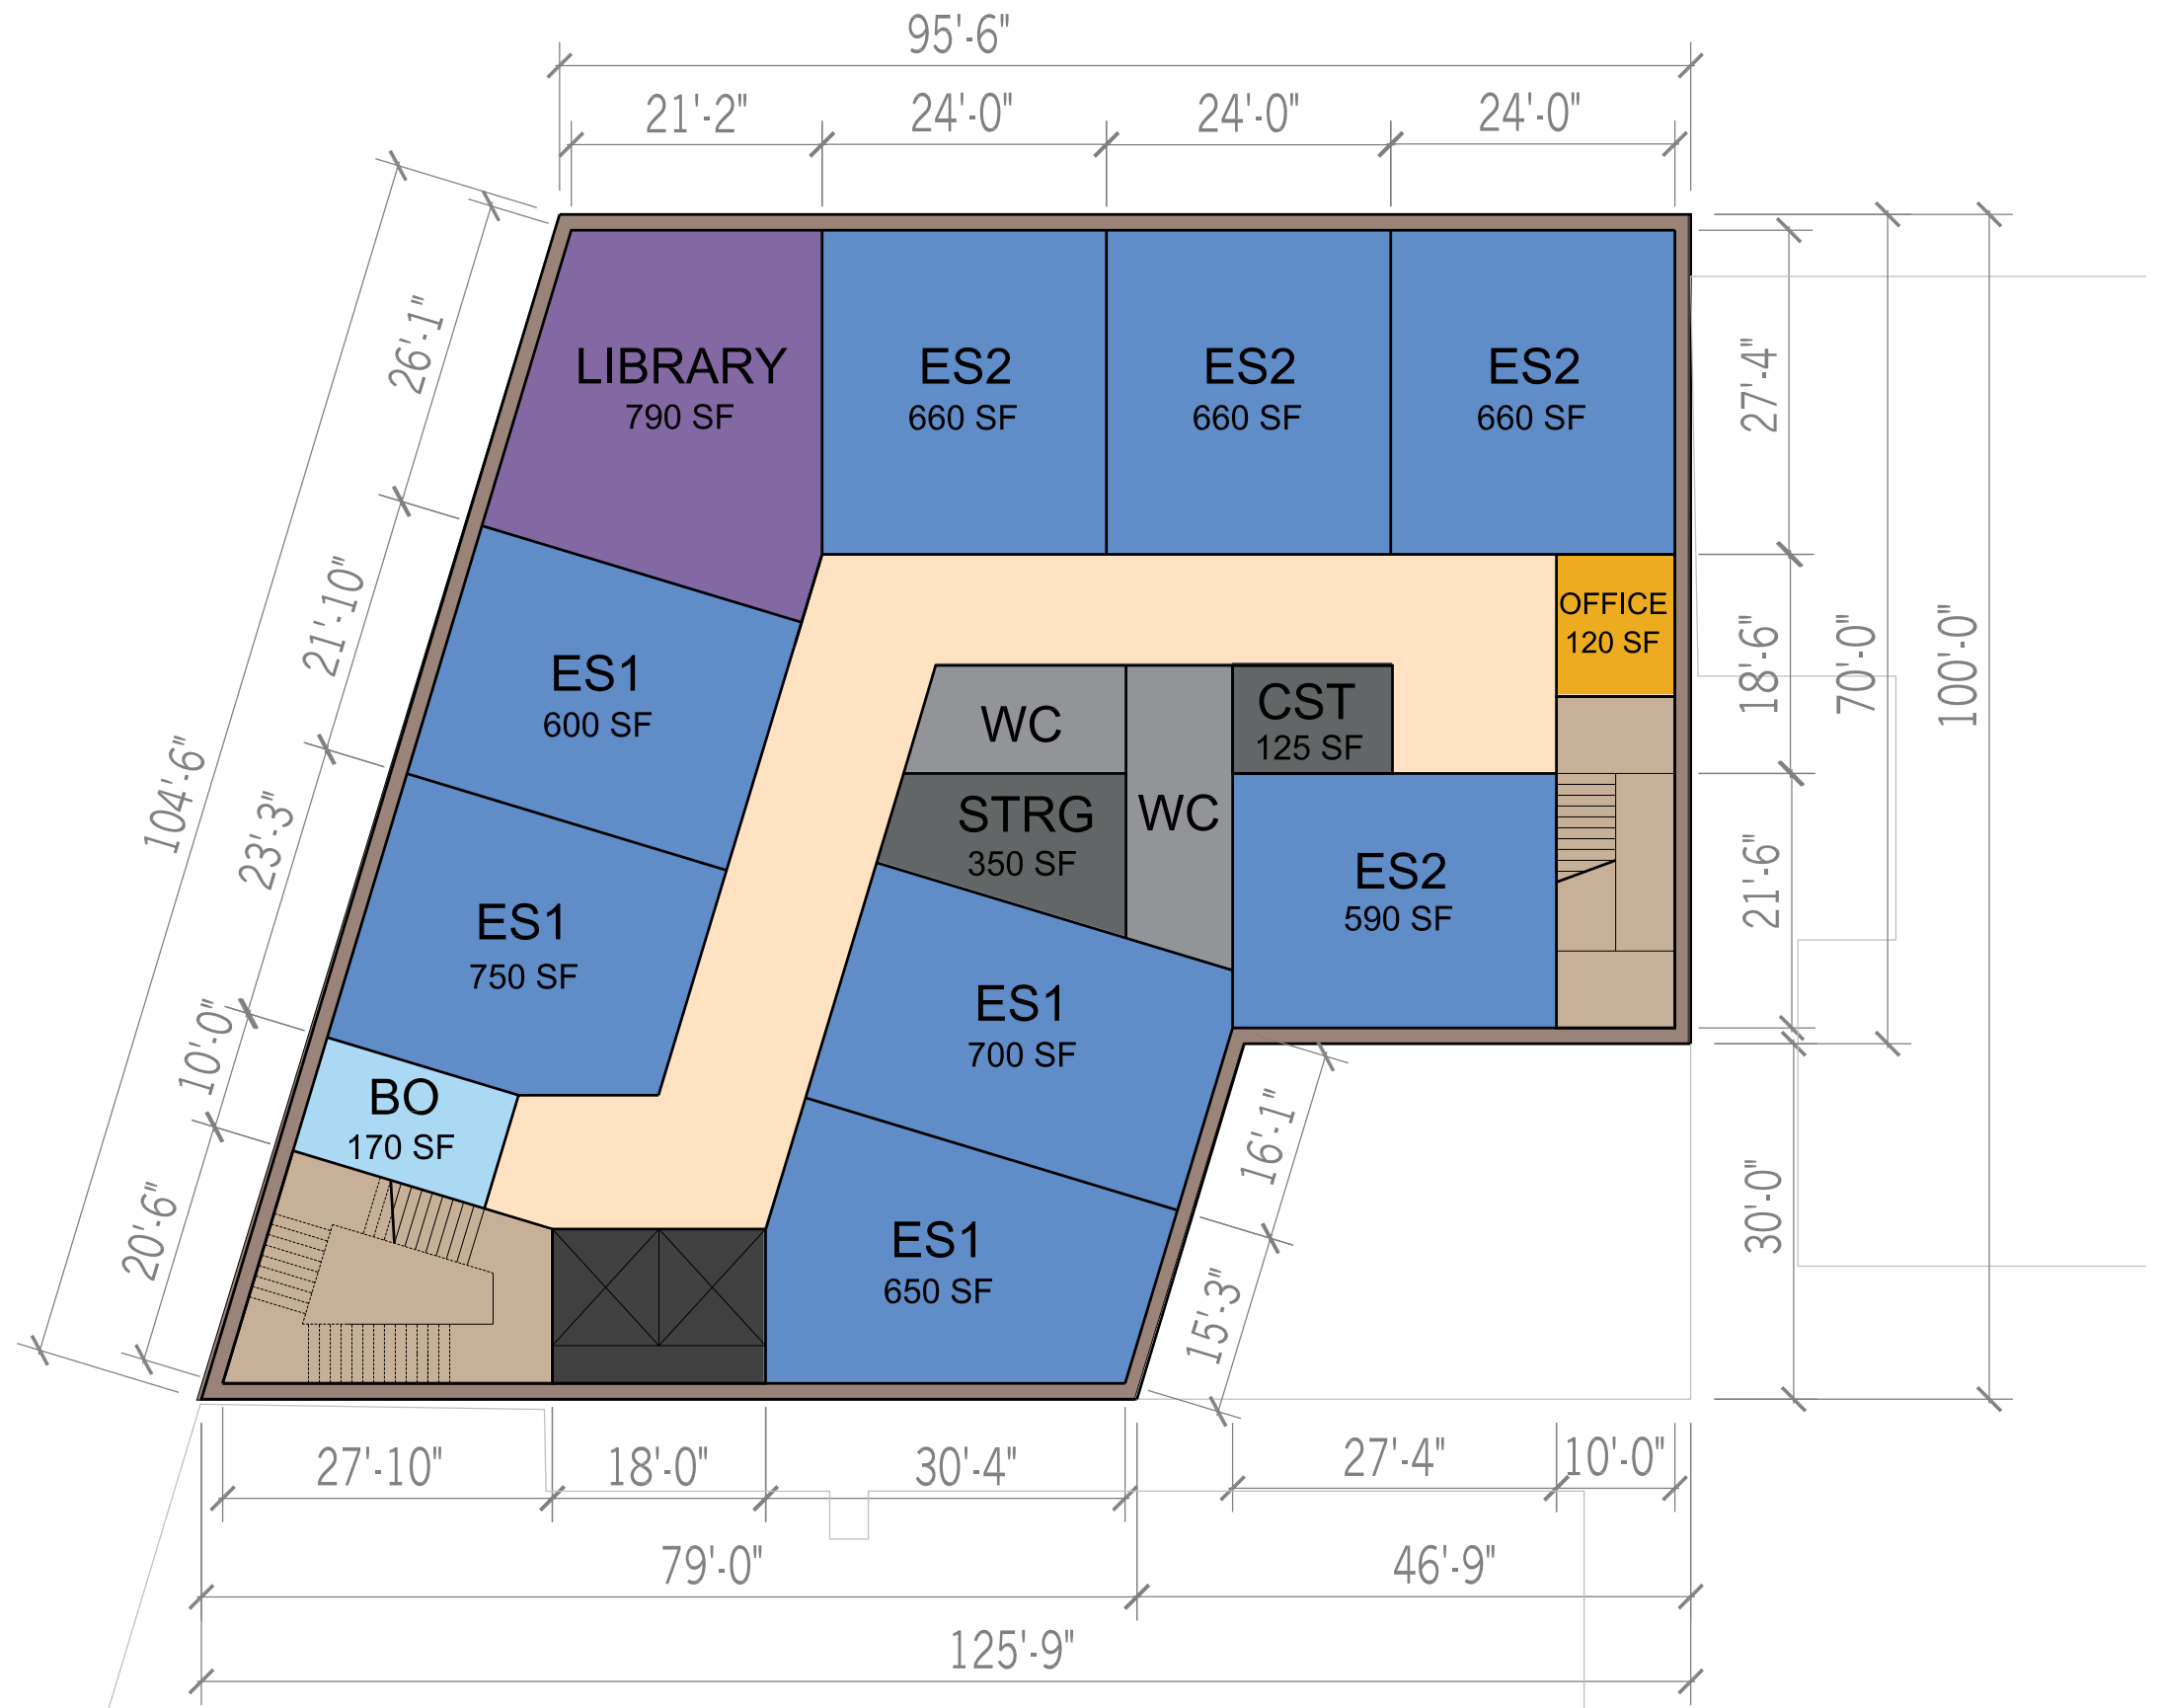 95'-6"
21'-2"
24'-0"
24'-0"
24'-0"
26'-1"
21'-10"
104'-6"
23'-3"
10'-0"
20'-6"
LIBRARY
790 SF
ES2
660 SF
ES2
660 SF
ES2
660 SF
27'-4"
OFFICE
120 SF
18'-6"
70'-0"
100'-0"
ES1
600 SF
WC
CST
125 SF
STRG
350 SF
WC
ES2
590 SF
21'-6"
ES1
750 SF
ES1
700 SF
BO
170 SF
16'-1"
30'-0"
ES1
650 SF
15'-3"
27'-10"
18'-0"
30'-4"
27'-4"
10'-0"
79'-0"
46'-9"
125'-9"